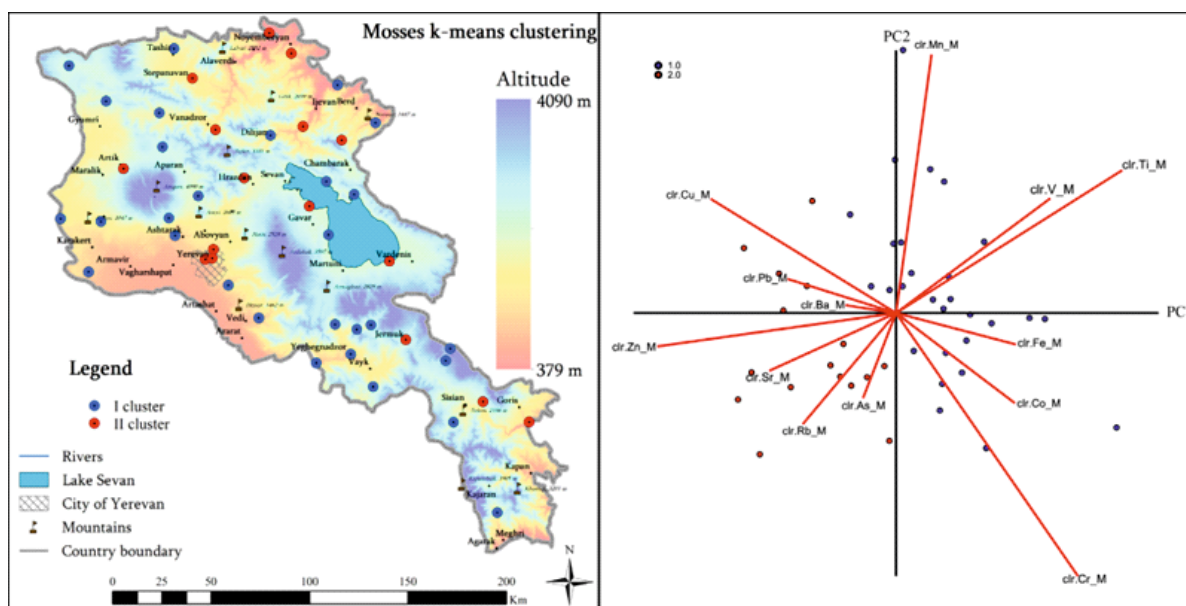 Mosses k-means clustering
Noyemberyan
Tashir
Alaverdi
Stepanavan
Ijevan
Berd
Gyumri
Vanadzor
Dilijan
Artik
Maralik
Aparan
Chambarak
Hrazdan
Sevan
Gavar
Ashtarak
Abovyan
Karakert
Yerevan
Armavir
Vagharshapat
Martuni
Vardenis
Artashat
Vedi
Ararat
Jermuk
Yeghegnadzor
Vayk
Sisian
Goris
Kapan
Kajaran
Meghri
Agarak
Altitude
4090 m
379 m
Legend
I cluster
II cluster
Rivers
Lake Sevan
City of Yerevan
Mountains
Country boundary
N
0 25 50 100 150 200
Km
PC2
1.0
2.0
clr.Mn_M
clr.Ti_M
clr.V_M
clr.Cu_M
clr.Pb_M
clr.Ba_M
PC
clr.Zn_M
clr.Fe_M
clr.Sr_M
clr.As_M
clr.Co_M
clr.Rb_M
clr.Cr_M